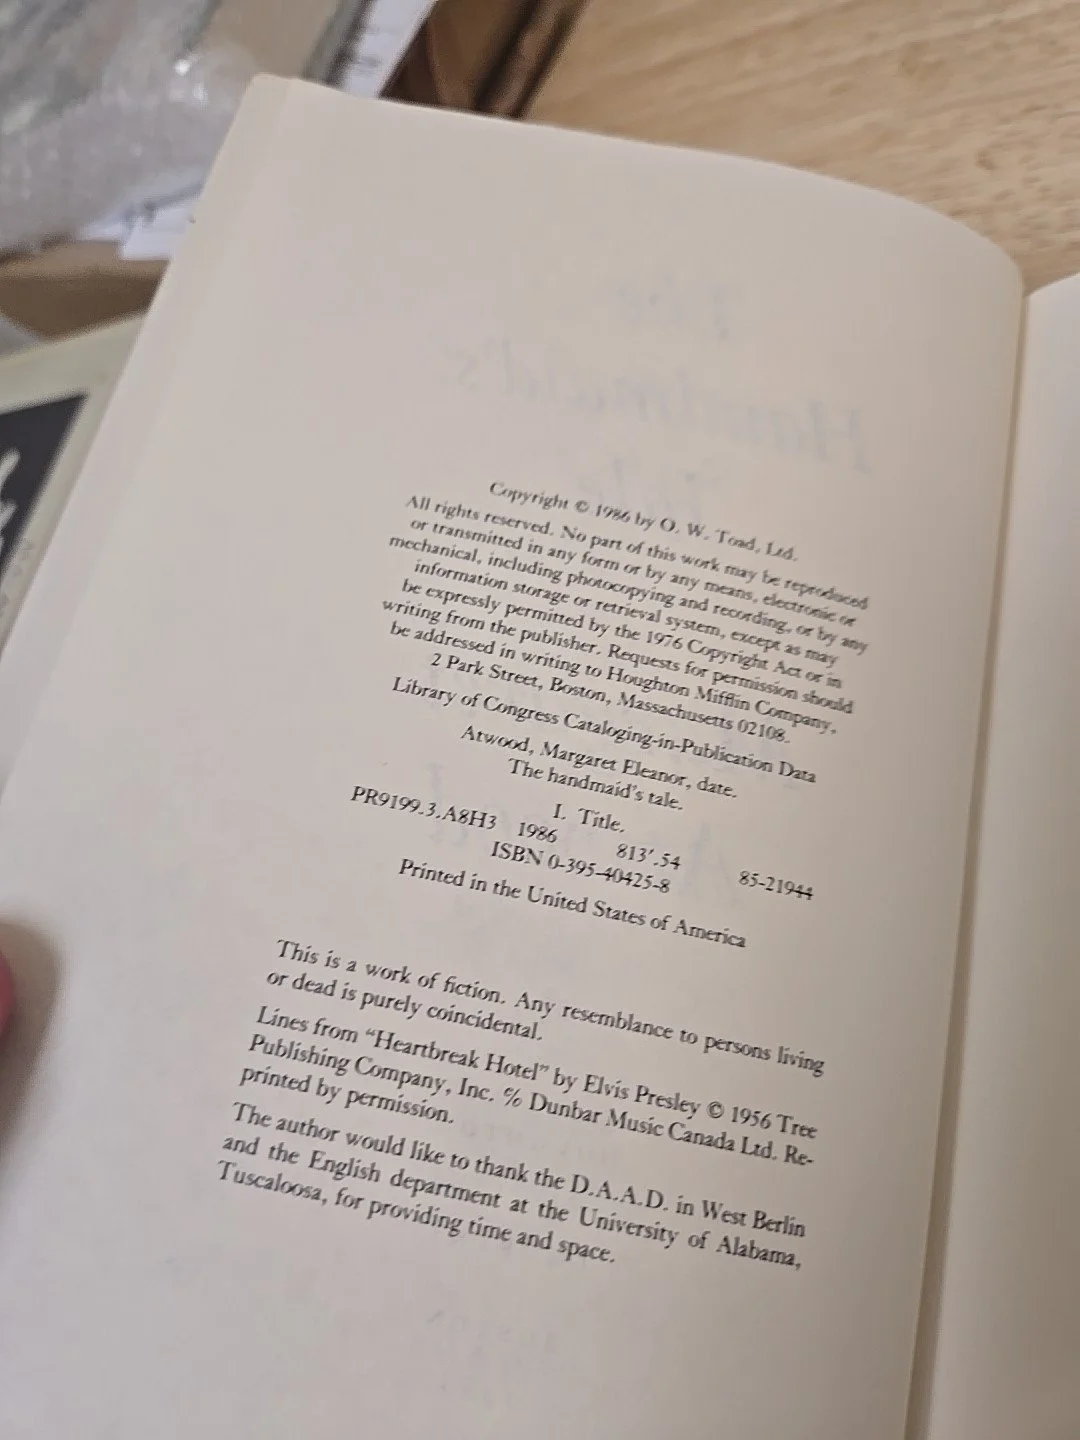 Copyright © 1986 by O. W. Toad, Ltd.
All rights reserved. No part of this work may be reproduced
or transmitted in any form or by any means, electronic or
mechanical, including photocopying and recording, or by any
information storage or retrieval system, except as may
be expressly permitted by the 1976 Copyright Act or in
writing from the publisher. Requests for permission should
be addressed in writing to Houghton Mifflin Company,
2 Park Street, Boston, Massachusetts 02108.
Library of Congress Cataloging-in-Publication Data
Atwood, Margaret Eleanor, date.
The handmaid's tale.
I. Title.
PR9199.3.A8H3 1986 813′.54 85-21944
ISBN 0-395-40425-8
Printed in the United States of America
This is a work of fiction. Any resemblance to persons living
or dead is purely coincidental.
Lines from “Heartbreak Hotel” by Elvis Presley © 1956 Tree
Publishing Company, Inc. % Dunbar Music Canada Ltd. Re-
printed by permission.
The author would like to thank the D.A.A.D. in West Berlin
and the English department at the University of Alabama,
Tuscaloosa, for providing time and space.